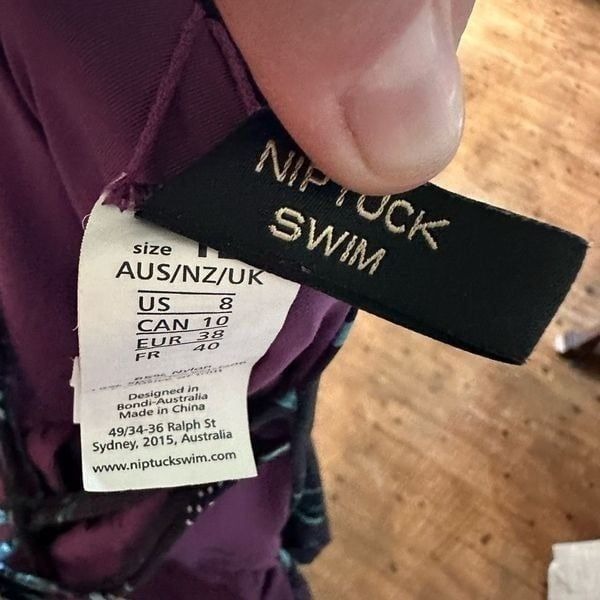 NIPTUCK
SWIM
size
AUS/NZ/UK
US 8
CAN 10
EUR 38
FR 40
Nylon
Designed in
Bondi-Australia
Made in China
49/34-36 Ralph St
Sydney, 2015, Australia
www.niptuckswim.com